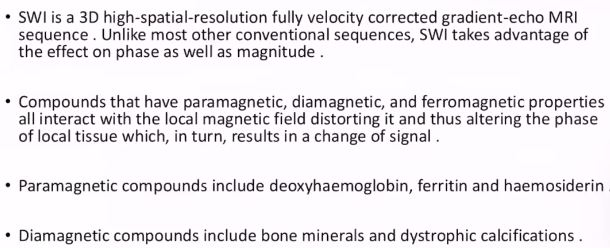 • SWI is a 3D high-spatial-resolution fully velocity corrected gradient-echo MRI
sequence . Unlike most other conventional sequences, SWI takes advantage of
the effect on phase as well as magnitude .
• Compounds that have paramagnetic, diamagnetic, and ferromagnetic properties
all interact with the local magnetic field distorting it and thus altering the phase
of local tissue which, in turn, results in a change of signal .
• Paramagnetic compounds include deoxyhaemoglobin, ferritin and haemosiderin .
• Diamagnetic compounds include bone minerals and dystrophic calcifications .